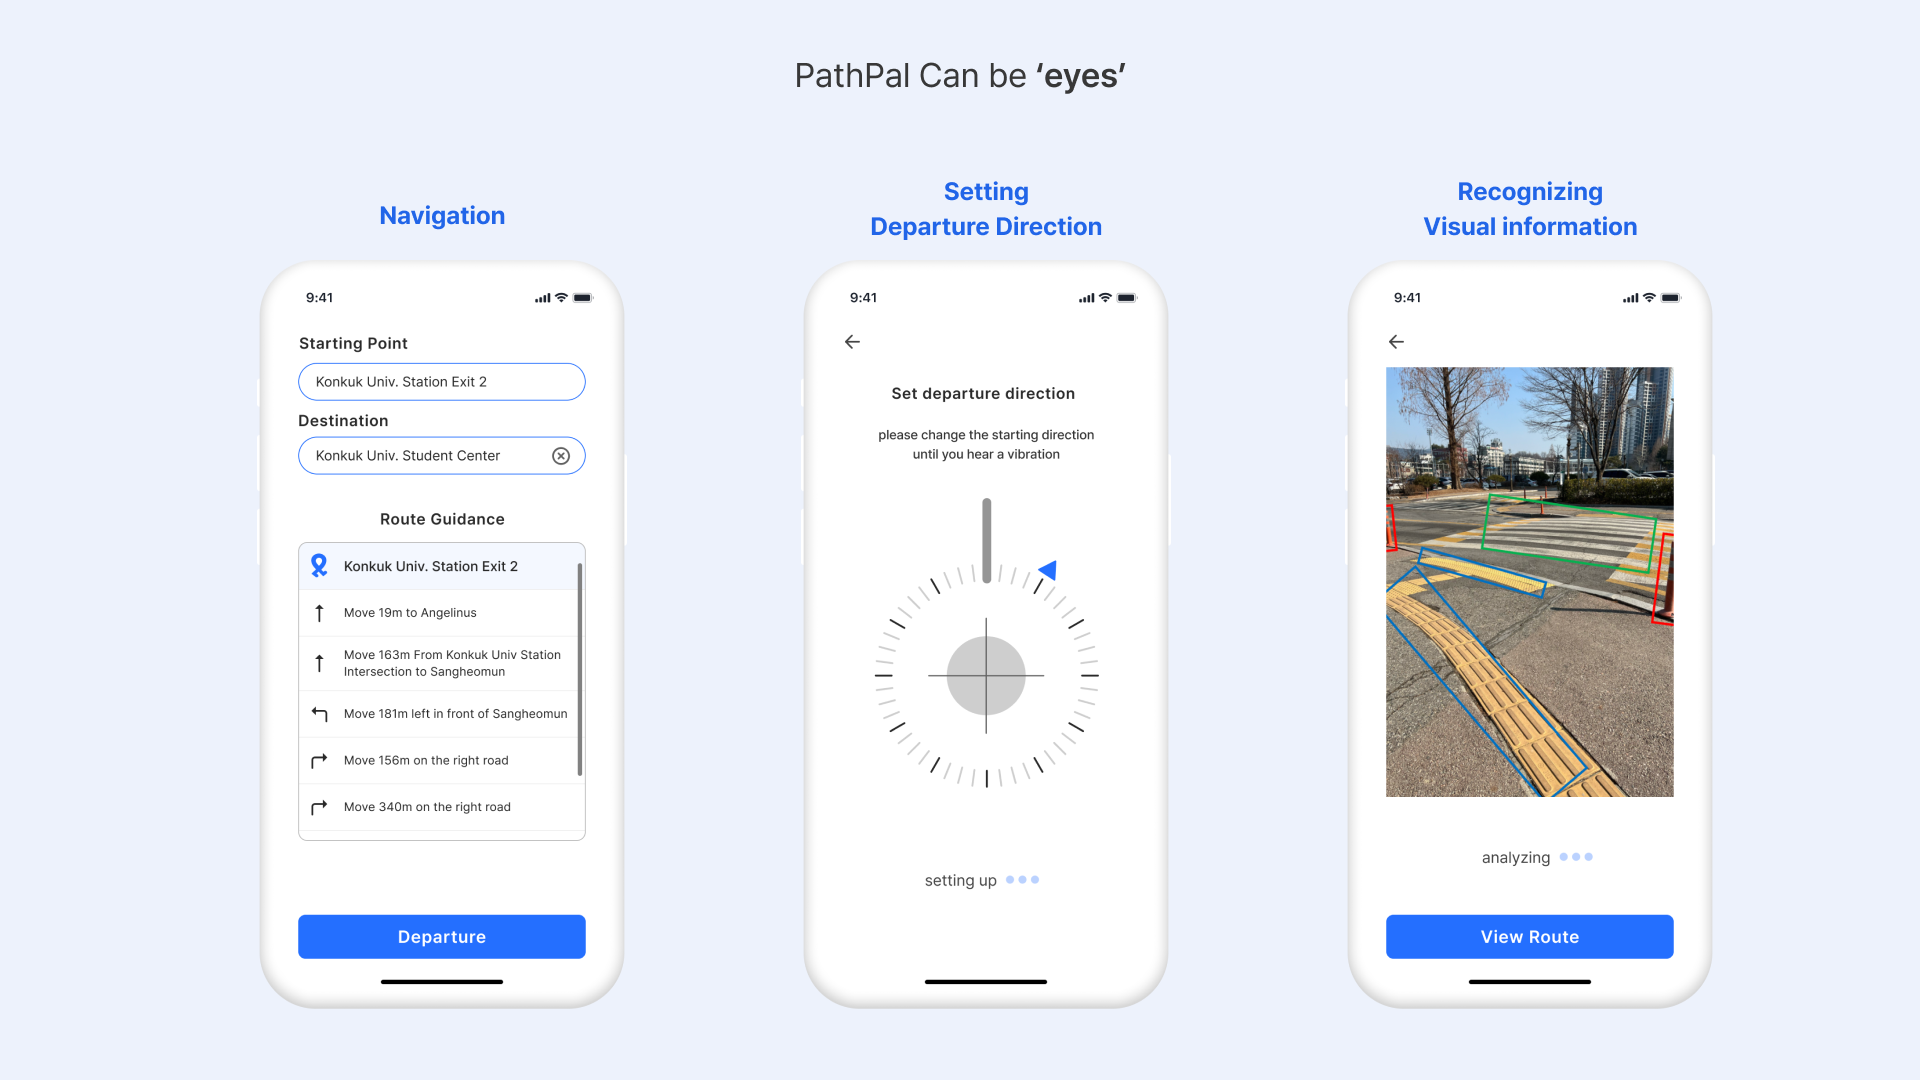 PathPal Can be ‘eyes’
Navigation
9:41
Starting Point
Konkuk Univ. Station Exit 2
Destination
Konkuk Univ. Student Center
Route Guidance
Konkuk Univ. Station Exit 2
Move 19m to Angelinus
Move 163m From Konkuk Univ Station
Intersection to Sangheomun
Move 181m left in front of Sangheomun
Move 156m on the right road
Move 340m on the right road
Departure
Setting
Departure Direction
9:41
Set departure direction
please change the starting direction
until you hear a vibration
setting up
Recognizing
Visual information
9:41
analyzing
View Route